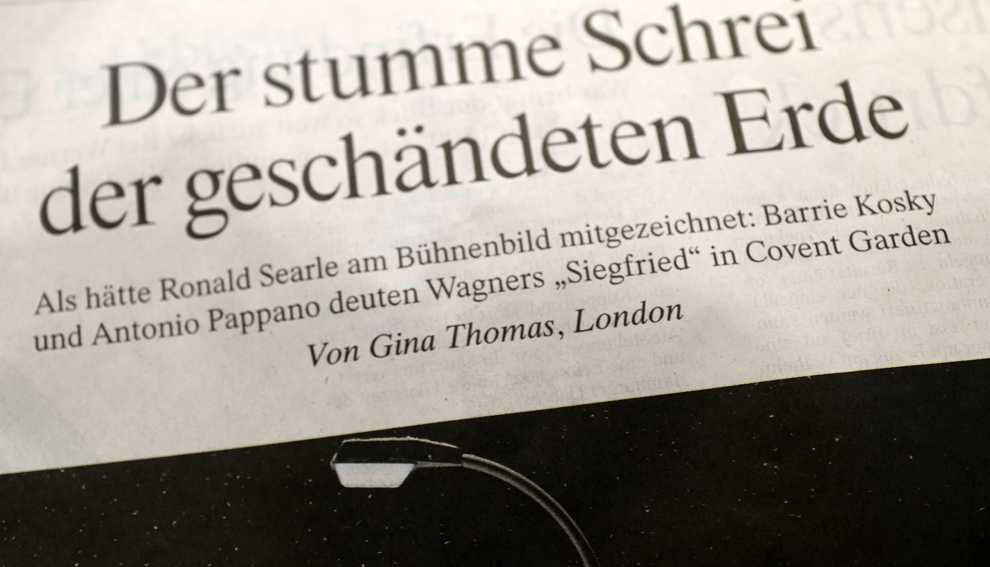 Der stumme Schrei
der geschändeten Erde
Als hätte Ronald Searle am Bühnenbild mitgezeichnet: Barrie Kosky
und Antonio Pappano deuten Wagners „Siegfried“ in Covent Garden
Von Gina Thomas, London